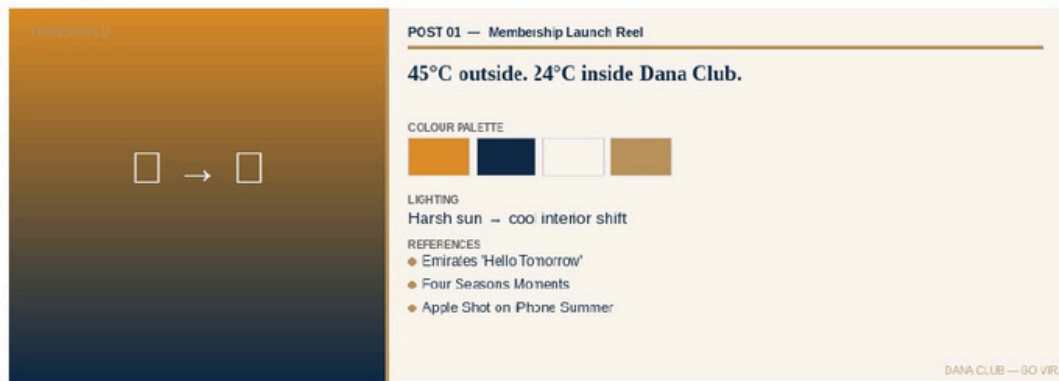 THRESHOLD
□ → □
POST 01 — Membership Launch Reel
45°C outside. 24°C inside Dana Club.
COLOUR PALETTE
LIGHTING
Harsh sun → cool interior shift
REFERENCES
Emirates 'Hello Tomorrow'
Four Seasons Moments
Apple Shot on iPhone Summer
DANA CLUB — GO VIR